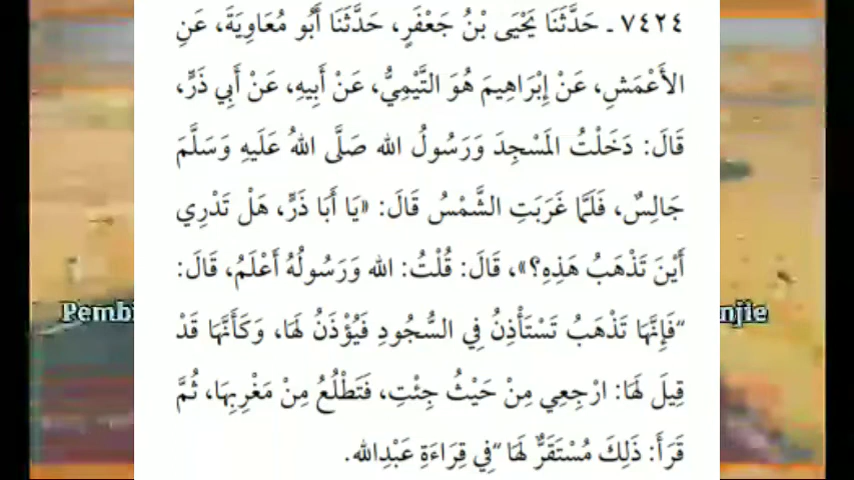 ٧٤٢٤ ـ حَدَّثَنَا يَحْيَى بْنُ جَعْفَرٍ، حَدَّثَنَا أَبُو مُعَاوِيَةَ، عَنِ
الأَعْمَشِ، عَنْ إِبْرَاهِيمَ هُوَ التَّيْمِيُّ، عَنْ أَبِيهِ، عَنْ أَبِي ذَرٍّ،
قَالَ: دَخَلْتُ المَسْجِدَ وَرَسُولُ الله صَلَّى اللهُ عَلَيهِ وَسَلَّمَ
جَالِسٌ، فَلَمَّا غَرَبَتِ الشَّمْسُ قَالَ: «يَا أَبَا ذَرٍّ، هَلْ تَدْرِي
أَيْنَ تَذْهَبُ هَذِهِ؟»، قَالَ: قُلْتُ: الله وَرَسُولُهُ أَعْلَمُ، قَالَ:
“فَإِنَّهَا تَذْهَبُ تَسْتَأْذِنُ فِي السُّجُودِ فَيُؤْذَنُ لَهَا، وَكَأَنَّهَا قَدْ
قِيلَ لَهَا: ارْجِعِي مِنْ حَيْثُ جِئْتِ، فَتَطْلُعُ مِنْ مَغْرِبِهَا، ثُمَّ
قَرَأَ: ذَلِكَ مُسْتَقَرٌّ لَهَا “فِي قِرَاءَةِ عَبْدِالله.